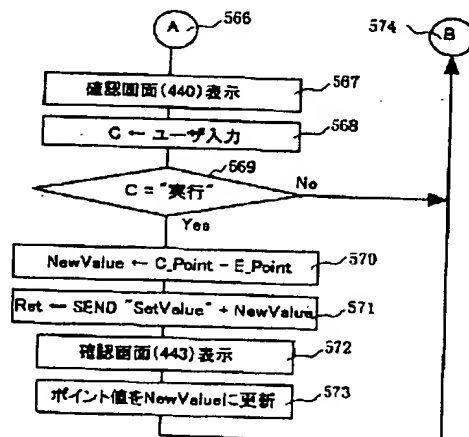 A
566
574
B
確認画面(440)表示
567
C ← ユーザ入力
568
569
C = "実行"
No
Yes
NewValue ← C_Point - E_Point
570
Ret ← SEND "SetValue" + NewValue
571
確認画面(443)表示
572
ポイント値をNewValueに更新
573